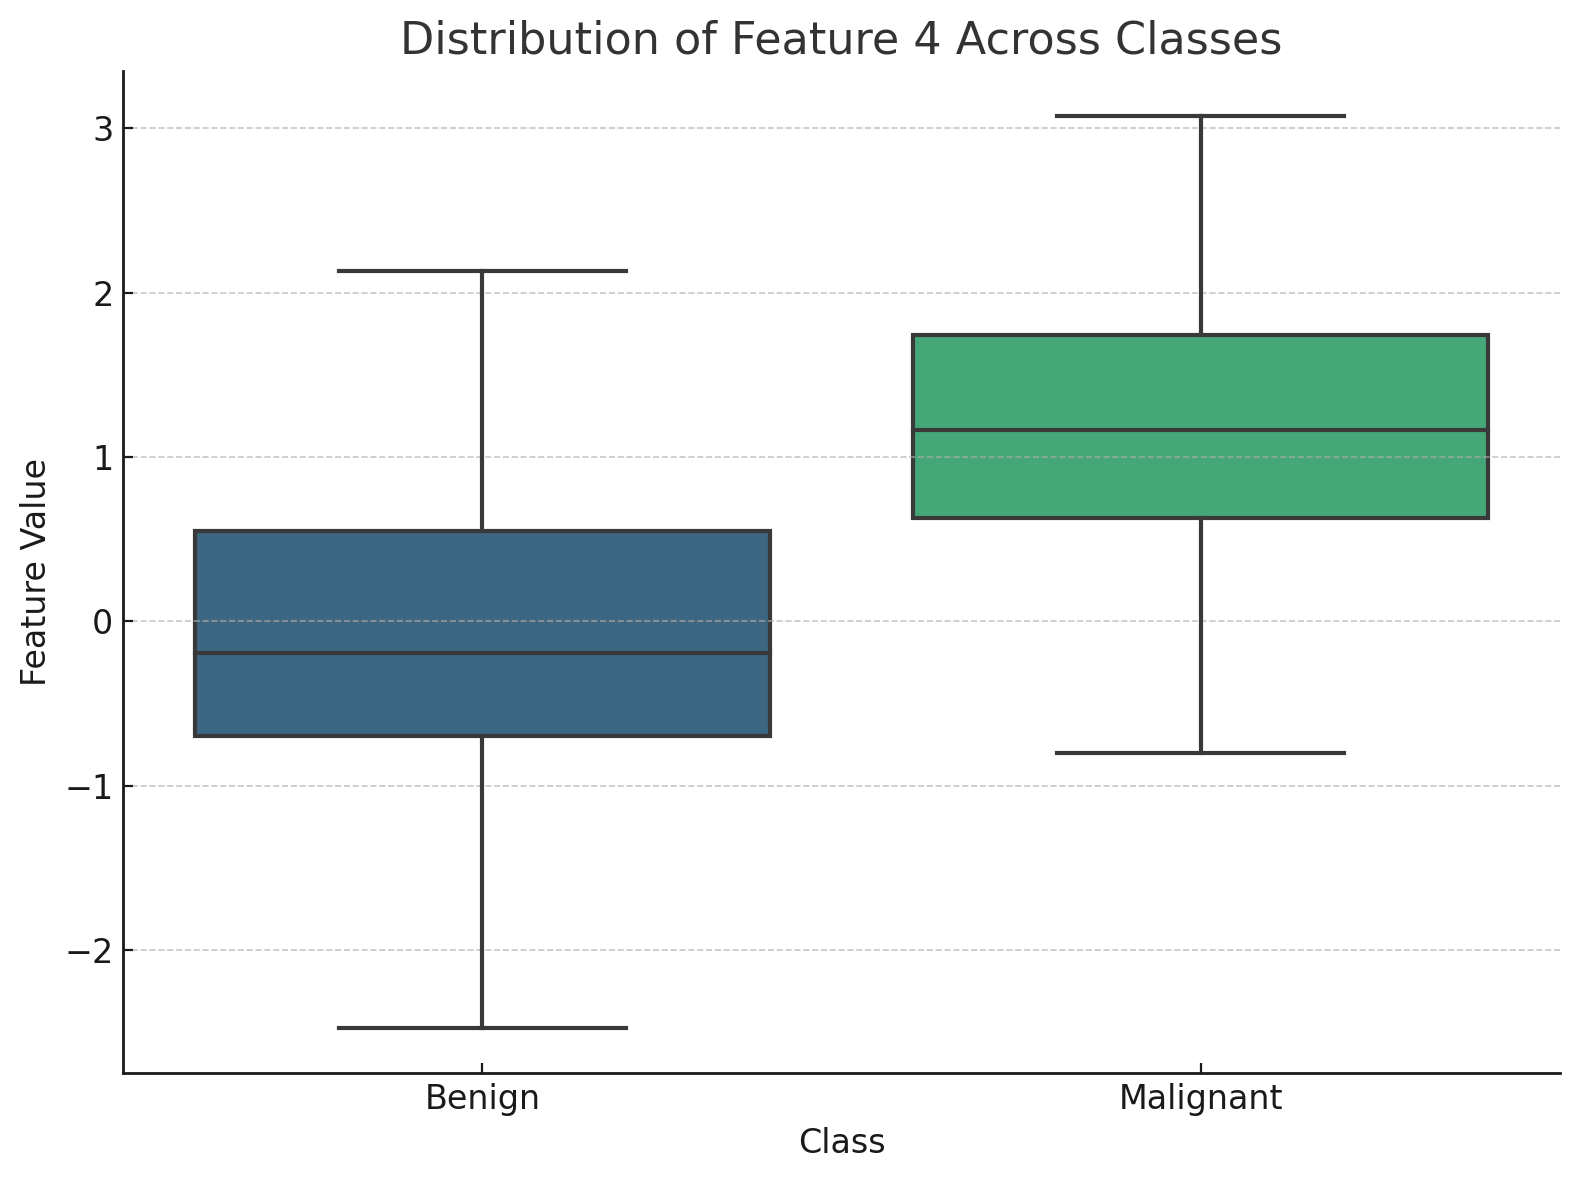 Distribution of Feature 4 Across Classes
Feature Value
3
2
1
0
−1
−2
Benign
Malignant
Class